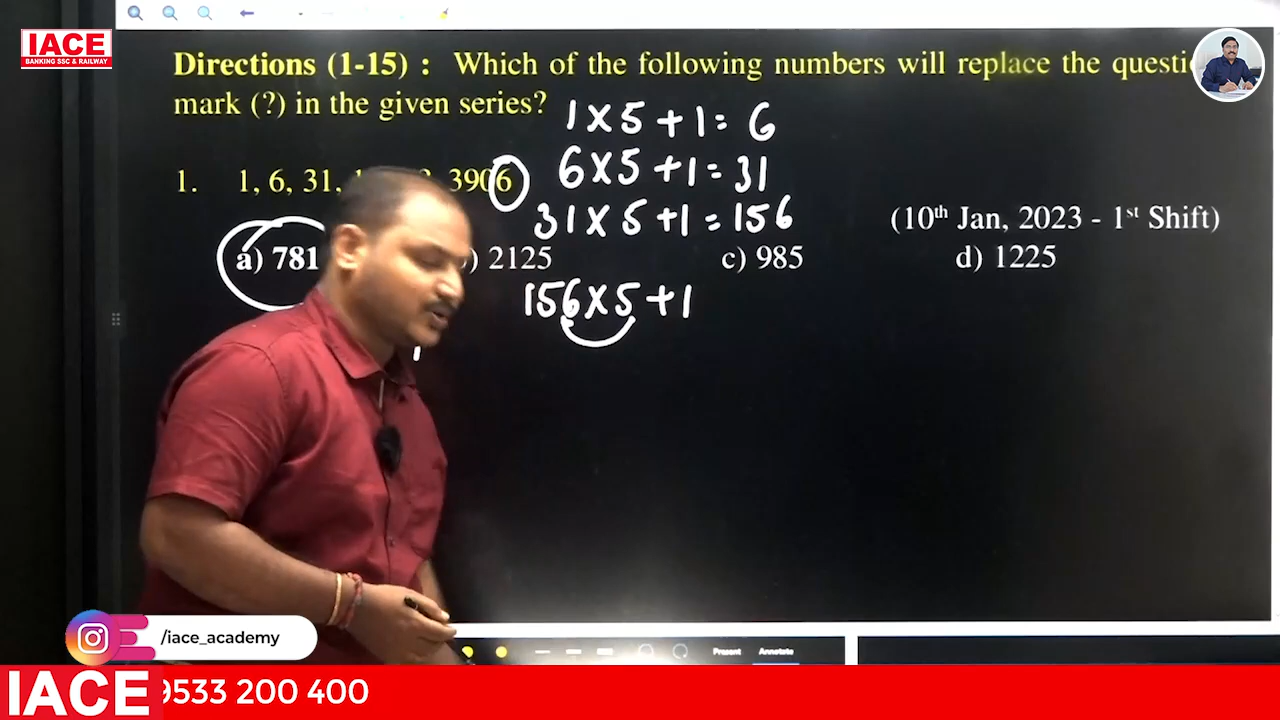 IACE
BANKING SSC & RAILWAY
Directions (1-15) : Which of the following numbers will replace the
mark (?) in the given series?
1×5+1= 6
1. 1, 6, 31, 3906
6×5+1= 31
31×5+1=156
(10th Jan, 2023 - 1st Shift)
a) 781 2125 c) 985 d) 1225
156×5+1
/iace_academy
Present Annotate
IACE 9533 200 400